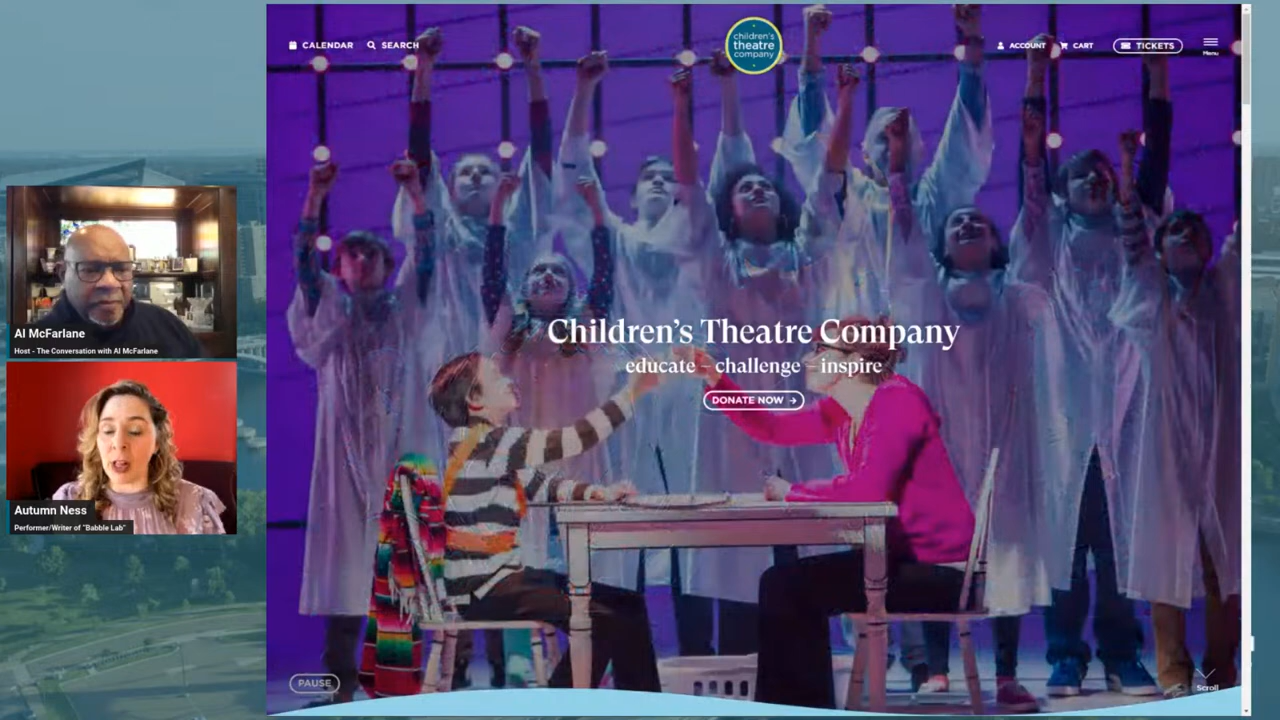 CALENDAR
SEARCH
children's
theatre
company
ACCOUNT
CART
TICKETS
Menu
Children's Theatre Company
educate – challenge – inspire
DONATE NOW
PAUSE
Scroll
Al McFarlane
Host - The Conversation with Al McFarlane
Autumn Ness
Performer/Writer of "Babble Lab"